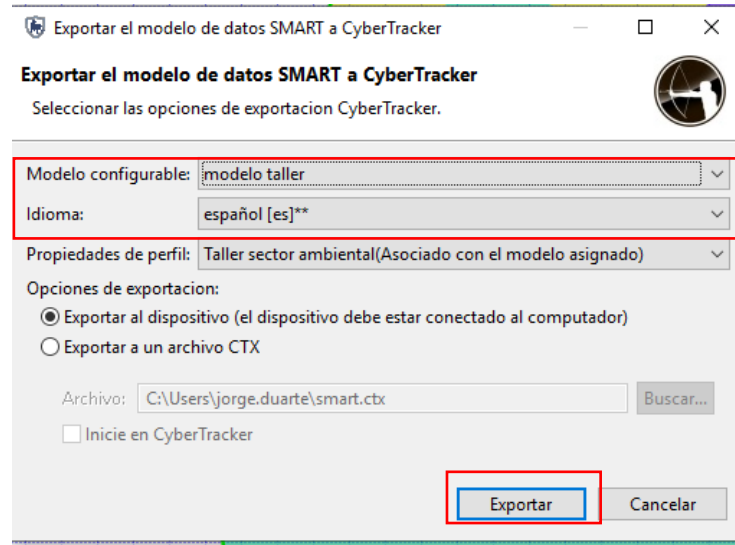 Exportar el modelo de datos SMART a CyberTracker
Exportar el modelo de datos SMART a CyberTracker
Seleccionar las opciones de exportacion CyberTracker.
Modelo configurable: modelo taller
Idioma: español [es]**
Propiedades de perfil: Taller sector ambiental(Asociado con el modelo asignado)
Opciones de exportacion:
Exportar al dispositivo (el dispositivo debe estar conectado al computador)
Exportar a un archivo CTX
Archivo: C:\Users\jorge.duarte\smart.ctx Buscar...
Inicie en CyberTracker
Exportar Cancelar